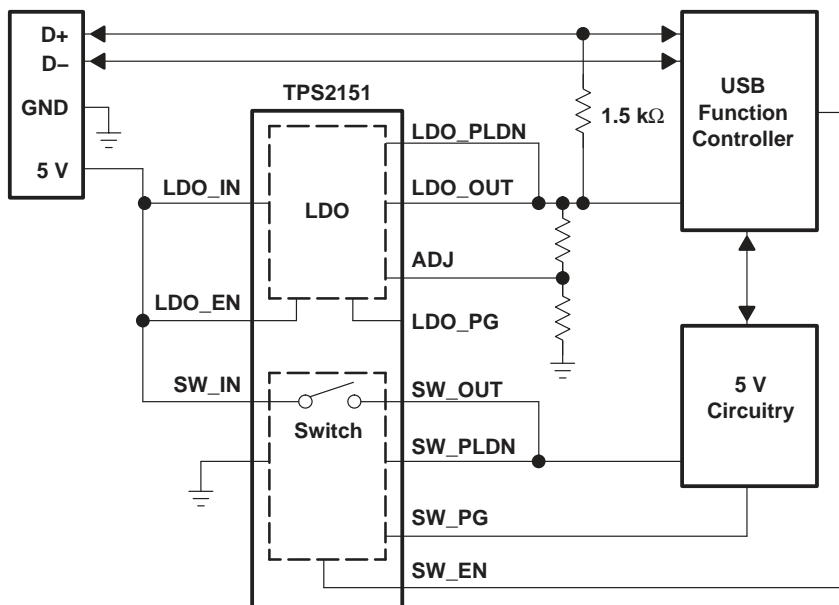 D+
D–
GND
5 V
TPS2151
LDO_IN
LDO_EN
SW_IN
LDO
Switch
LDO_PLDN
LDO_OUT
ADJ
LDO_PG
SW_OUT
SW_PLDN
SW_PG
SW_EN
1.5 kΩ
USB
Function
Controller
5 V
Circuitry